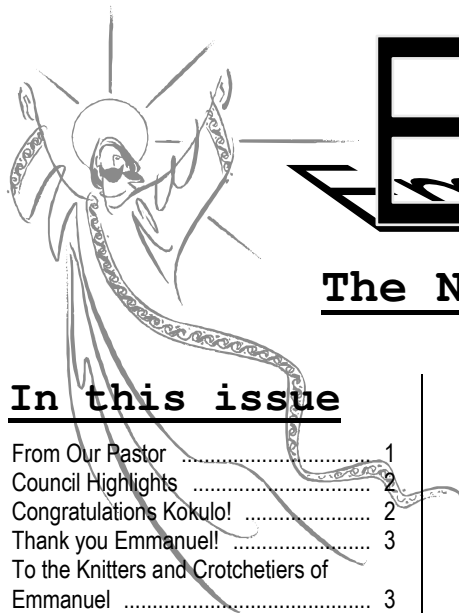 E
The N
In this issue
From Our Pastor ................................. 1
Council Highlights ............................... 2
Congratulations Kokulo! ...................... 2
Thank you Emmanuel! ........................ 3
To the Knitters and Crotchetiers of
Emmanuel ........................................... 3